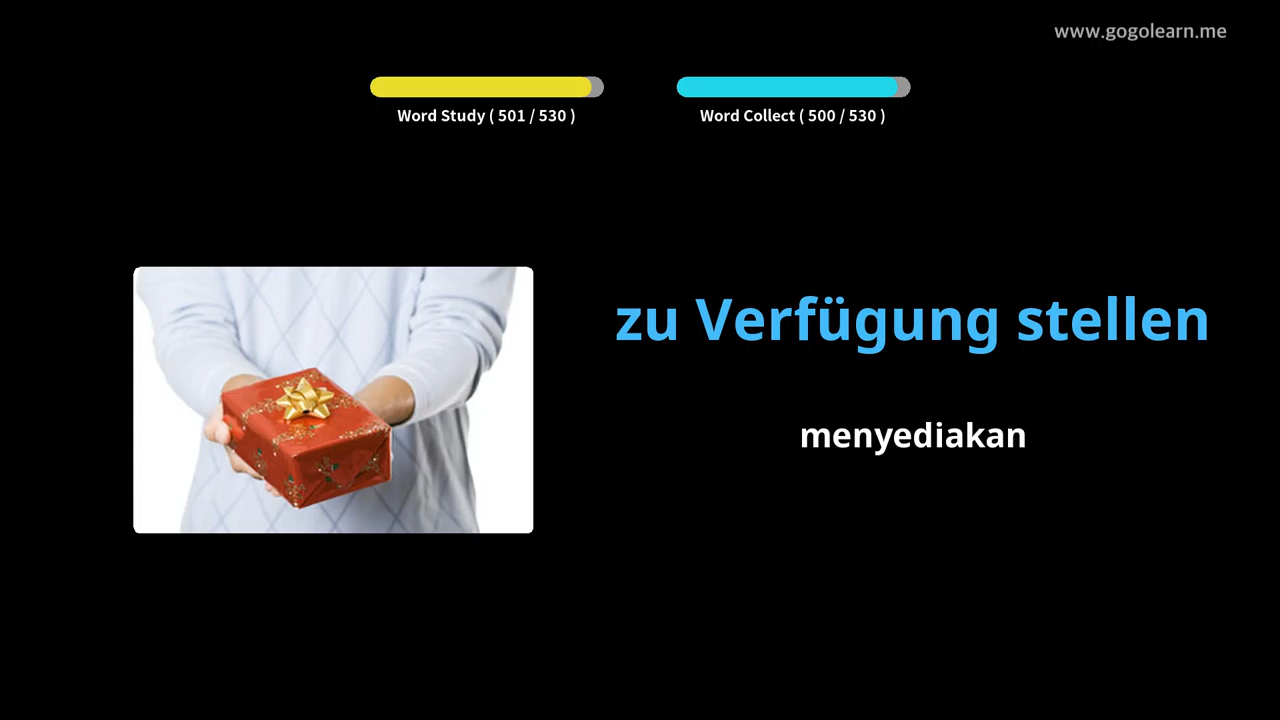 www.gogolearn.me
Word Study ( 501 / 530 )
Word Collect ( 500 / 530 )
zu Verfügung stellen
menyediakan